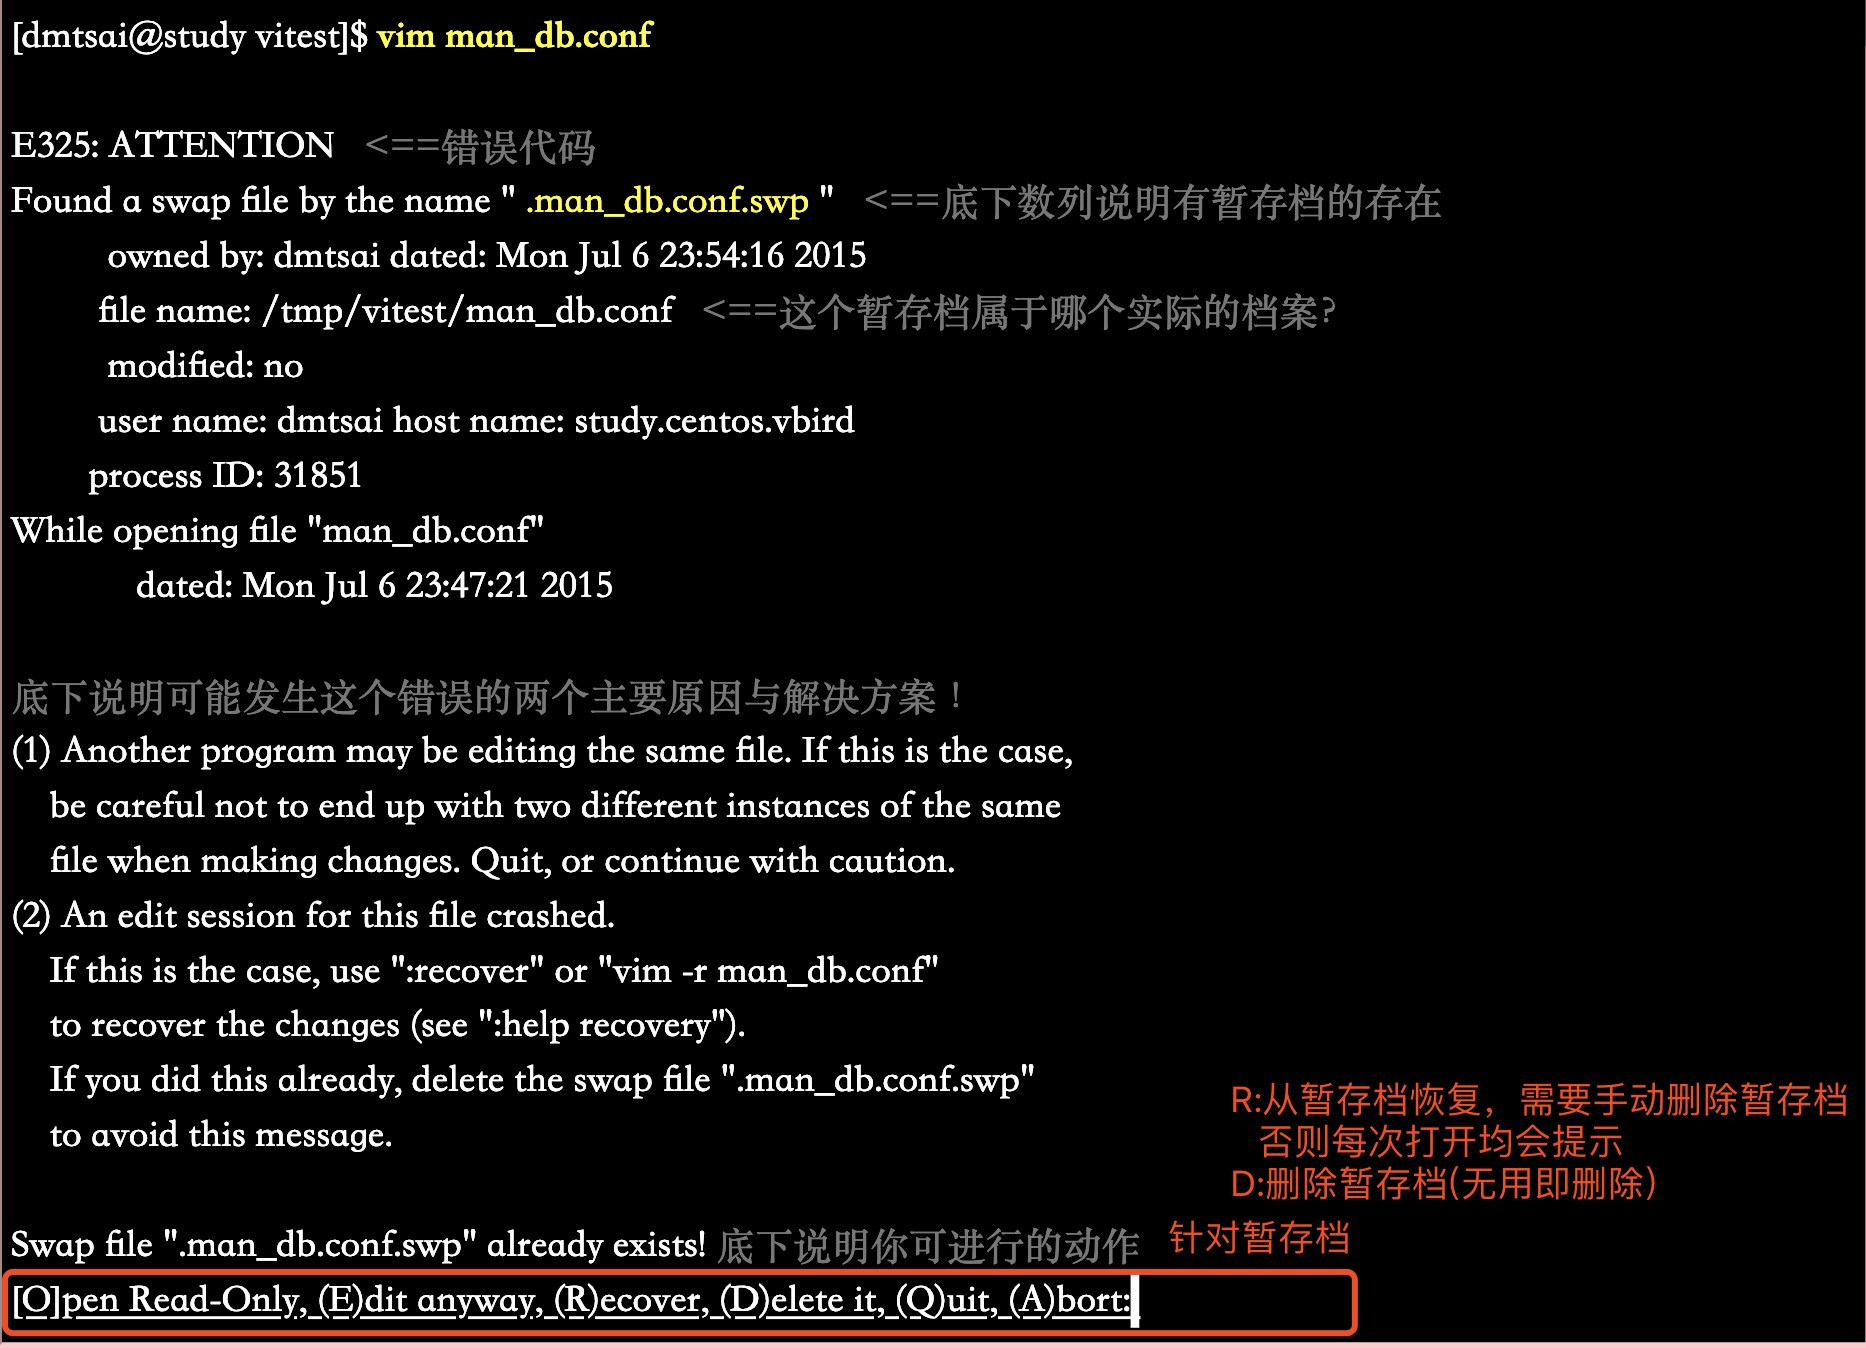 [dmtsai@study vitest]$ vim man_db.conf
E325: ATTENTION <==错误代码
Found a swap file by the name " .man_db.conf.swp " <==底下数列说明有暂存档的存在
owned by: dmtsai dated: Mon Jul 6 23:54:16 2015
file name: /tmp/vitest/man_db.conf <==这个暂存档属于哪个实际的档案?
modified: no
user name: dmtsai host name: study.centos.vbird
process ID: 31851
While opening file "man_db.conf"
dated: Mon Jul 6 23:47:21 2015
底下说明可能发生这个错误的两个主要原因与解决方案！
(1) Another program may be editing the same file. If this is the case,
be careful not to end up with two different instances of the same
file when making changes. Quit, or continue with caution.
(2) An edit session for this file crashed.
If this is the case, use ":recover" or "vim -r man_db.conf"
to recover the changes (see ":help recovery").
If you did this already, delete the swap file ".man_db.conf.swp"
to avoid this message.
R:从暂存档恢复，需要手动删除暂存档
否则每次打开均会提示
D:删除暂存档(无用即删除)
Swap file ".man_db.conf.swp" already exists! 底下说明你可进行的动作 针对暂存档
[O]pen Read-Only, (E)dit anyway, (R)ecover, (D)elete it, (Q)uit, (A)bort: